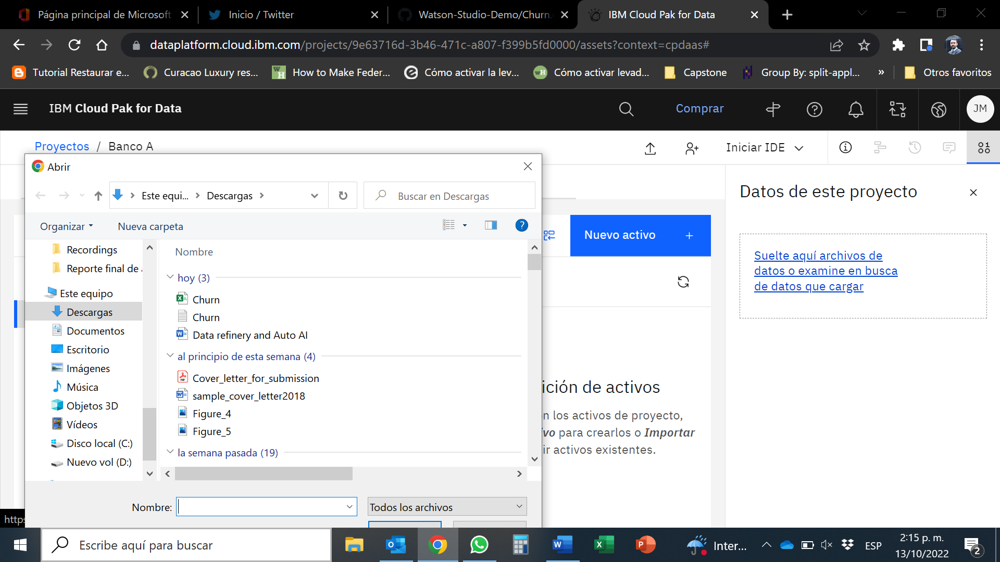 Página principal de Microsoft
Inicio / Twitter
Watson-Studio-Demo/Churn.
IBM Cloud Pak for Data
dataplatform.cloud.ibm.com/projects/9e63716d-3b46-471c-a807-f399b5fd0000/assets?context=cpdaas#
Tutorial Restaurar e...
Curacao Luxury res...
How to Make Feder...
Cómo activar la lev...
Cómo activar levad...
Capstone
Group By: split-appl...
»
Otros favoritos
IBM Cloud Pak for Data
Comprar
JM
Proyectos / Banco A
Iniciar IDE
Abrir
Este equi... > Descargas >
Buscar en Descargas
Organizar
Nueva carpeta
Recordings
Reporte final de a
Este equipo
Descargas
Documentos
Escritorio
Imágenes
Música
Objetos 3D
Vídeos
Disco local (C:)
Nuevo vol (D:)
Nombre
hoy (3)
Churn
Churn
Data refinery and Auto AI
al principio de esta semana (4)
Cover_letter_for_submission
sample_cover_letter2018
Figure_4
Figure_5
la semana pasada (19)
Nombre:
Todos los archivos
Nuevo activo +
ición de activos
n los activos de proyecto,
ivo para crearlos o Importar
ir activos existentes.
Datos de este proyecto
Suelte aquí archivos de
datos o examine en busca
de datos que cargar
https
Escribe aquí para buscar
Inter...
ESP
2:15 p. m.
13/10/2022
2